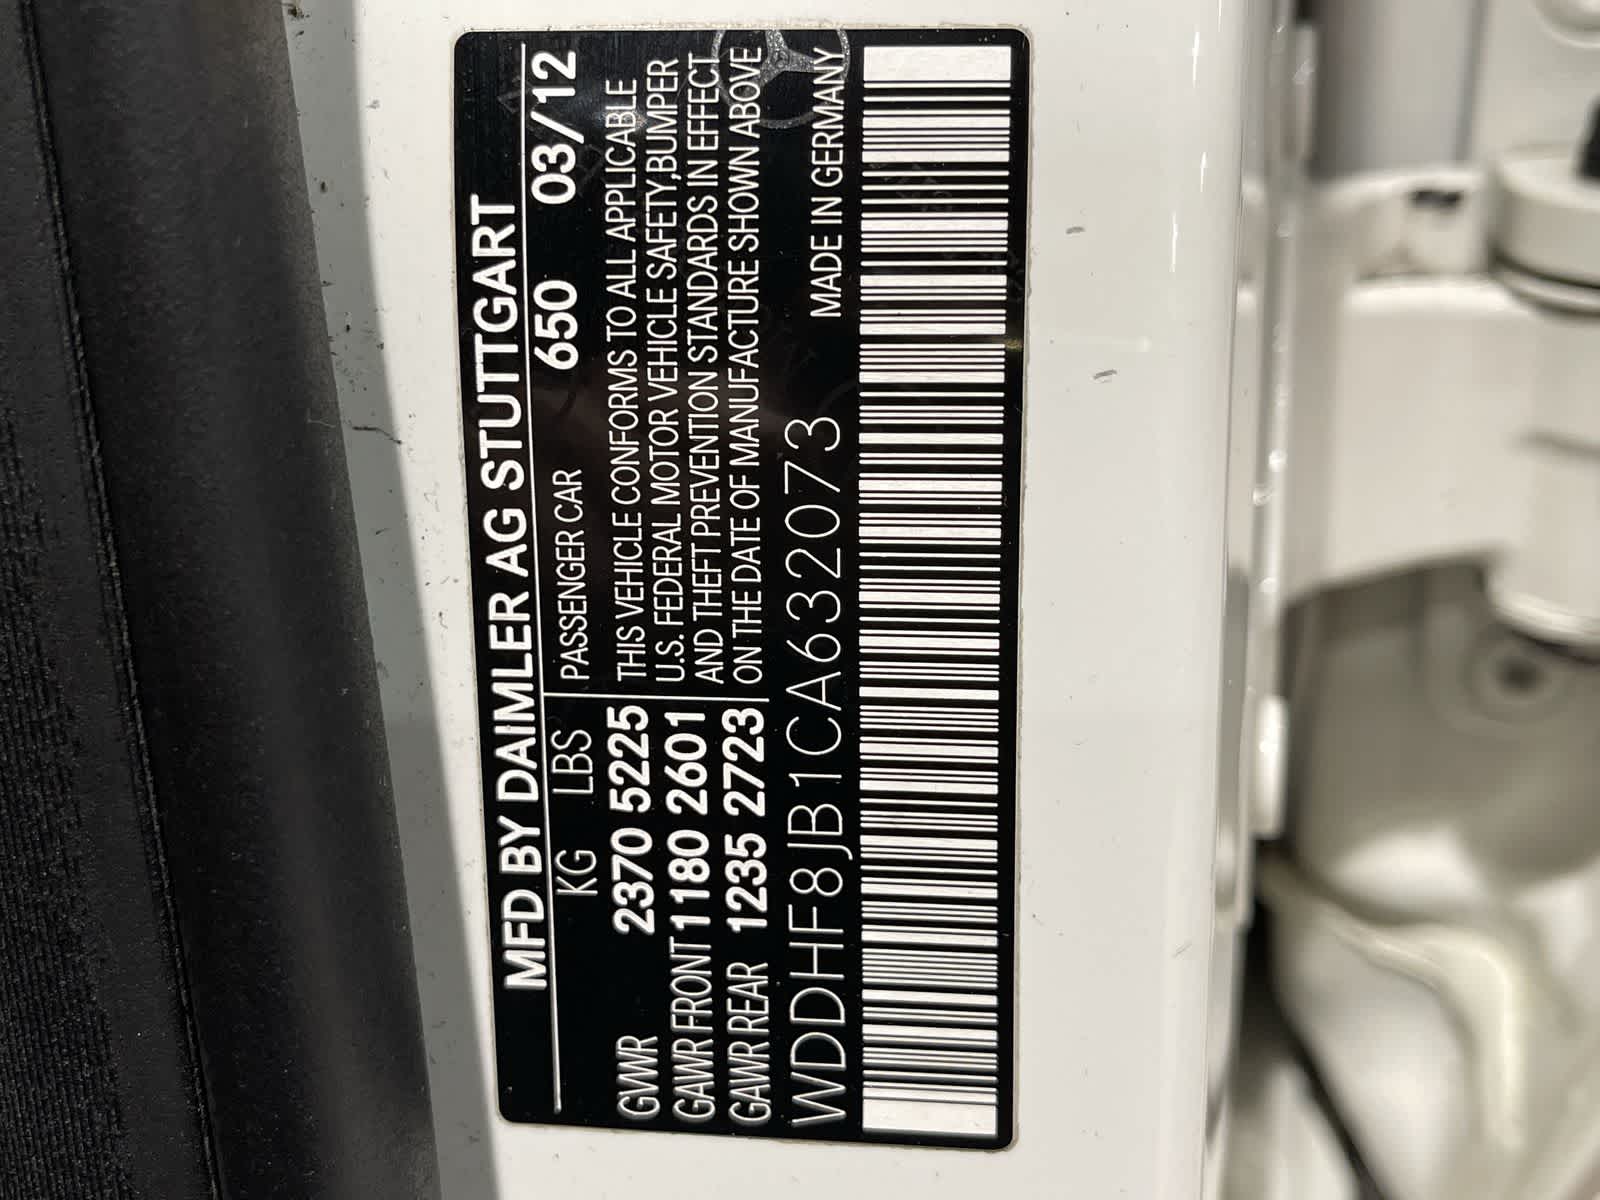 MFD BY DAIMLER AG STUTTGART
KG LBS PASSENGER CAR 650 03/12
GVWR 2370 5225
GAWR FRONT 1180 2601
GAWR REAR 1235 2723
THIS VEHICLE CONFORMS TO ALL APPLICABLE
U.S. FEDERAL MOTOR VEHICLE SAFETY,BUMPER
AND THEFT PREVENTION STANDARDS IN EFFECT
ON THE DATE OF MANUFACTURE SHOWN ABOVE
WDDHF8JB1CA632073 MADE IN GERMANY